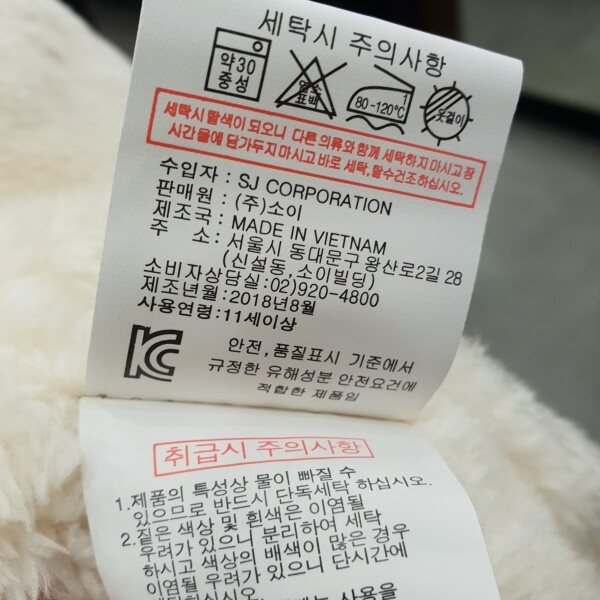 세탁시 주의사항
약30
중성
염소
표백
80~120℃
옷걸이
세탁시 탈색이 되오니 다른 의류와 함께 세탁하지 마시고 장
시간 물에 담가두지 마시고 바로 세탁, 탈수건조하십시오.
수입자 : SJ CORPORATION
판매원 : (주)소이
제조국 : MADE IN VIETNAM
주 소 : 서울시 동대문구 왕산로2길 28
(신설동,소이빌딩)
소비자상담실:02)920-4800
제조년월:2018년8월
사용연령:11세이상
안전,품질표시 기준에서
규정한 유해성분 안전요건에
적합한 제품임
취급시 주의사항
1.제품의 특성상 물이 빠질 수
있으므로 반드시 단독세탁 하십시오.
2.짙은 색상 및 흰색은 이염될
우려가 있으니 분리하여 세탁
하시고 색상의 배색이 많은 경우
이염될 우려가 있으니 단시간에
세탁하십시오
사용을